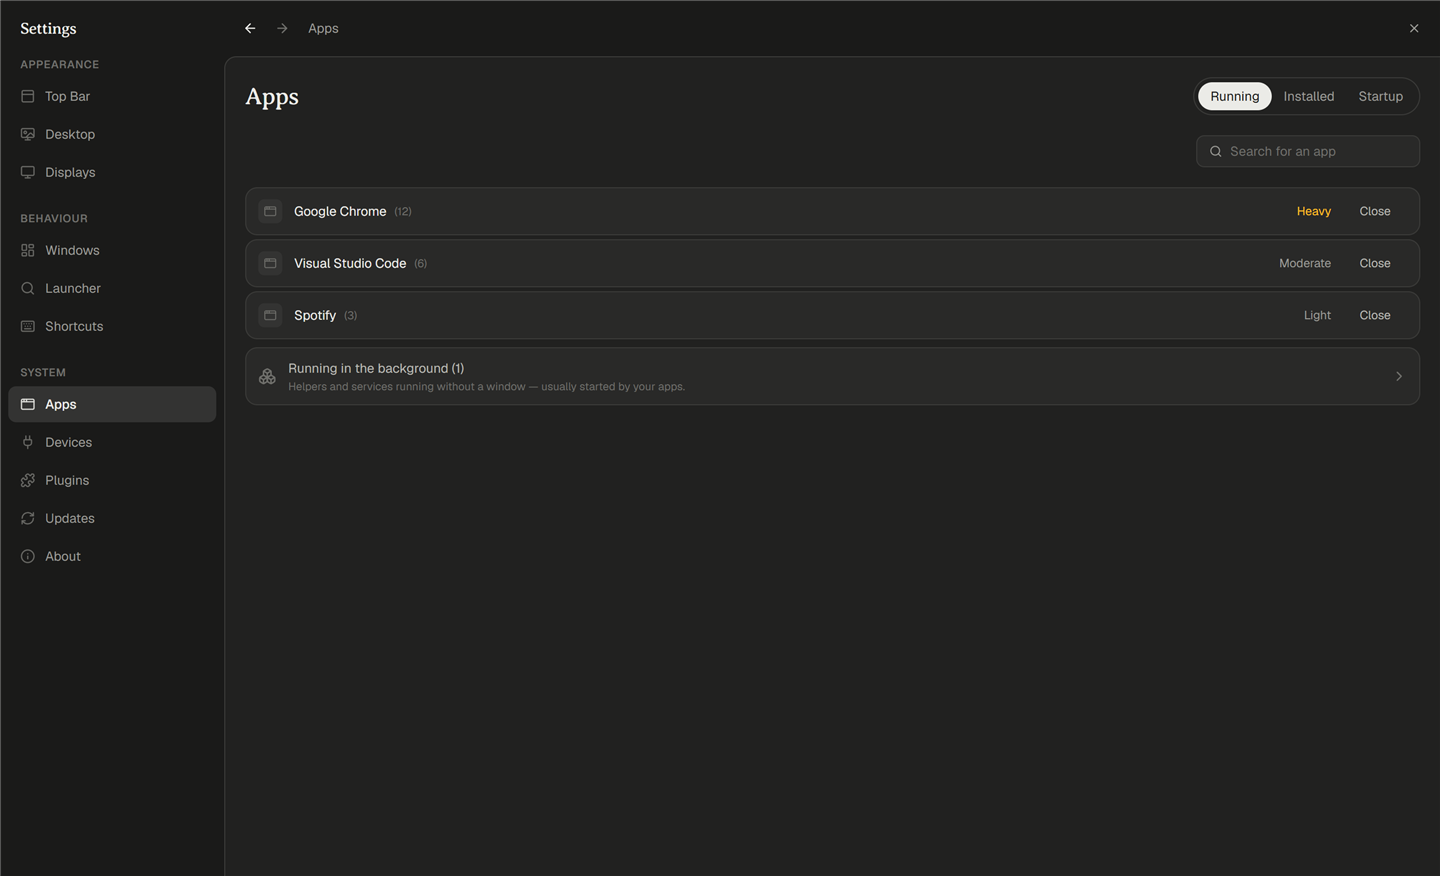 Settings
Apps
APPEARANCE
Top Bar
Desktop
Displays
BEHAVIOUR
Windows
Launcher
Shortcuts
SYSTEM
Apps
Devices
Plugins
Updates
About
Apps
Running Installed Startup
Search for an app
Google Chrome (12) Heavy Close
Visual Studio Code (6) Moderate Close
Spotify (3) Light Close
Running in the background (1)
Helpers and services running without a window — usually started by your apps.